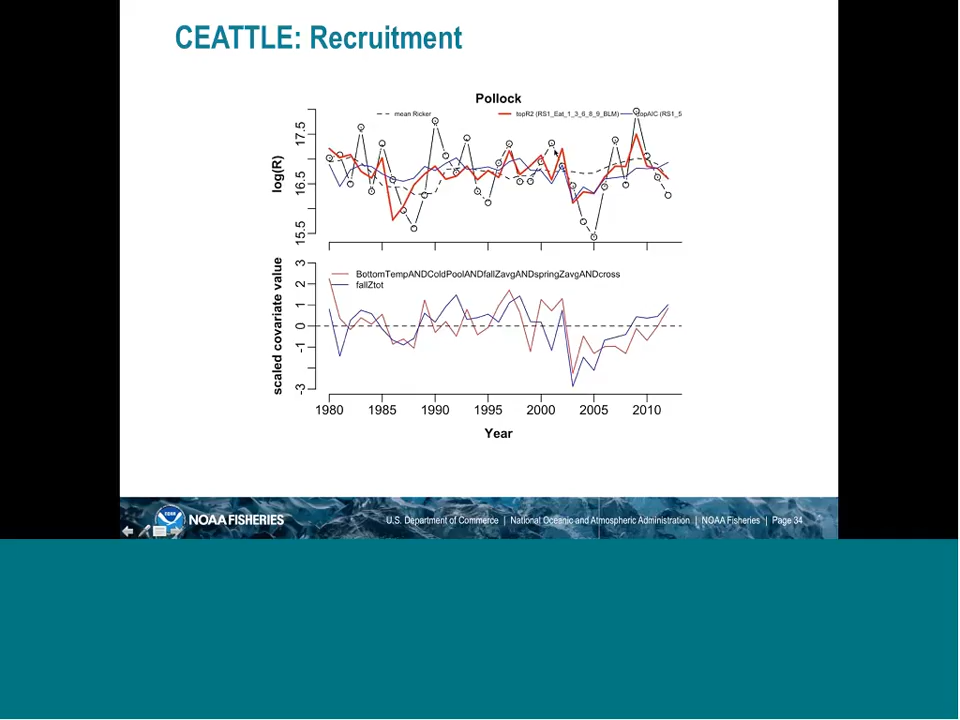 CEATTLE: Recruitment
Pollock
mean Ricker topR2 (RS1_Eat_1_3_6_8_9_BLM) topAIC (RS1_5
log(R)
17.5
16.5
15.5
3
2
1
0
-1
-3
scaled covariate value
BottomTempANDColdPoolANDfallZavgANDspringZavgANDcross
fallZtot
1980 1985 1990 1995 2000 2005 2010
Year
NOAA FISHERIES
U.S. Department of Commerce | National Oceanic and Atmospheric Administration | NOAA Fisheries | Page 34